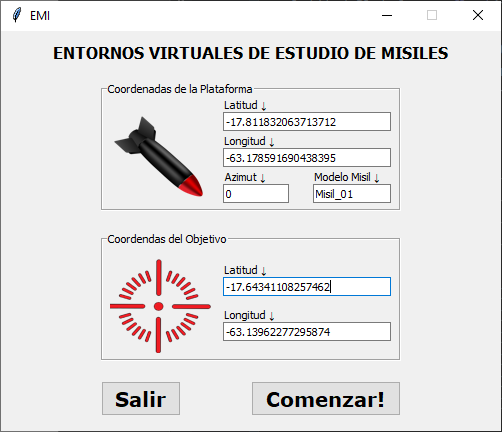 EMI
ENTORNOS VIRTUALES DE ESTUDIO DE MISILES
Coordenadas de la Plataforma
Latitud ↓
-17.811832063713712
Longitud ↓
-63.178591690438395
Azimut ↓ Modelo Misil ↓
0 Misil_01
Coordendas del Objetivo
Latitud ↓
-17.64341108257462
Longitud ↓
-63.13962277295874
Salir Comenzar!